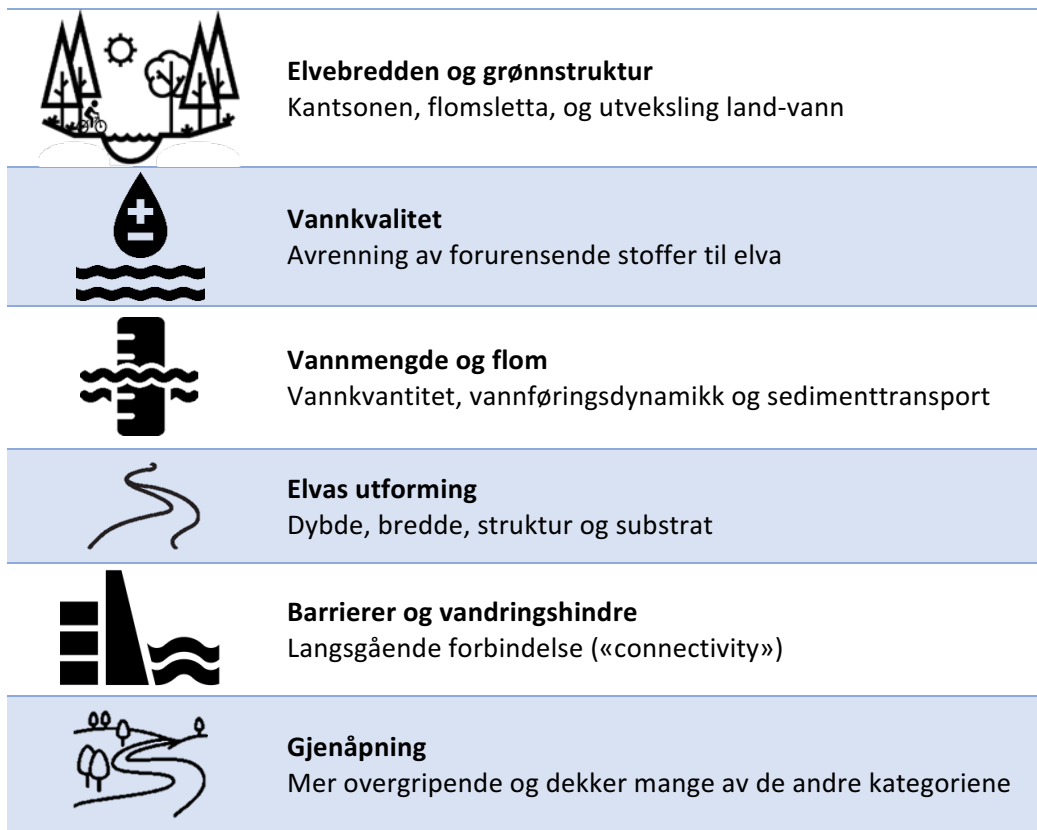 Elvebredden og grønnstruktur
Kantsonen, flomsletta, og utveksling land-vann
Vannkvalitet
Avrenning av forurensende stoffer til elva
Vannmengde og flom
Vannkvantitet, vannføringsdynamikk og sedimenttransport
Elvas utforming
Dybde, bredde, struktur og substrat
Barrierer og vandringshindre
Langsgående forbindelse («connectivity»)
Gjenåpning
Mer overgripende og dekker mange av de andre kategoriene